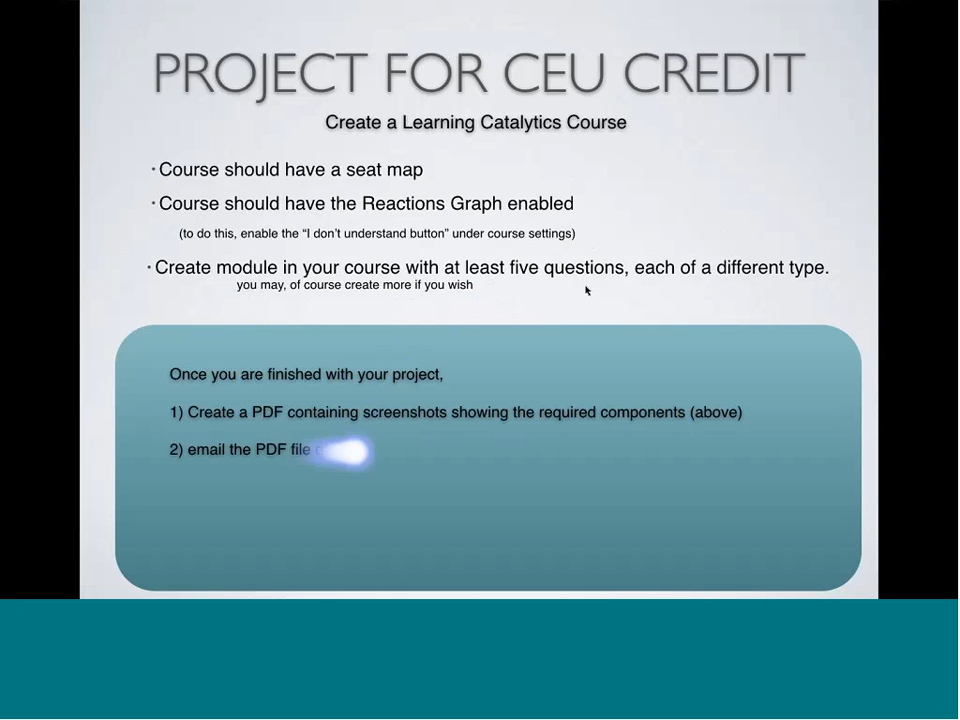 PROJECT FOR CEU CREDIT
Create a Learning Catalytics Course
· Course should have a seat map
· Course should have the Reactions Graph enabled
(to do this, enable the “I don’t understand button” under course settings)
· Create module in your course with at least five questions, each of a different type.
you may, of course create more if you wish
Once you are finished with your project,
1) Create a PDF containing screenshots showing the required components (above)
2) email the PDF file